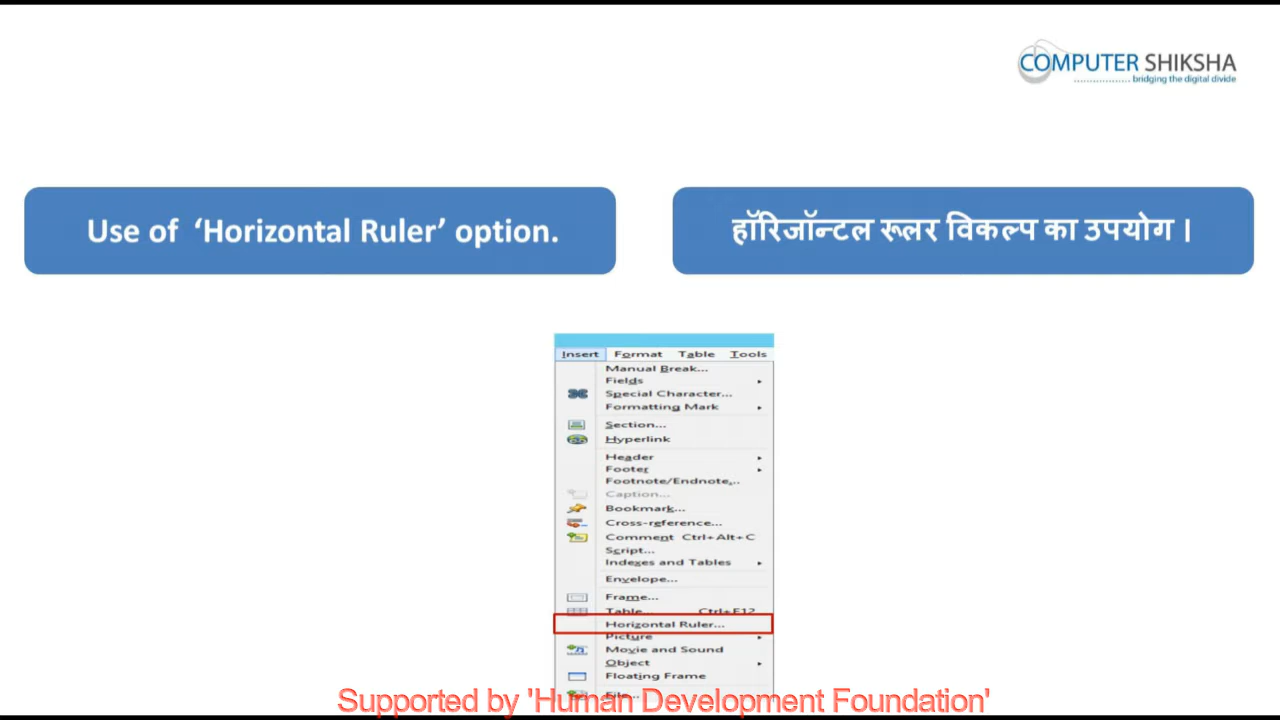 COMPUTER SHIKSHA
bridging the digital divide
Use of ‘Horizontal Ruler’ option.
हॉरिजॉन्टल रूलर विकल्प का उपयोग ।
Insert Format Table Tools
Manual Break...
Fields
Special Character...
Formatting Mark
Section...
Hyperlink
Header
Footer
Footnote/Endnote...
Caption...
Bookmark...
Cross-reference...
Comment Ctrl+Alt+C
Script...
Indexes and Tables
Envelope...
Frame...
Table... Ctrl+F12
Horizontal Ruler...
Picture
Movie and Sound
Object
Floating Frame
File...
Supported by 'Human Development Foundation'